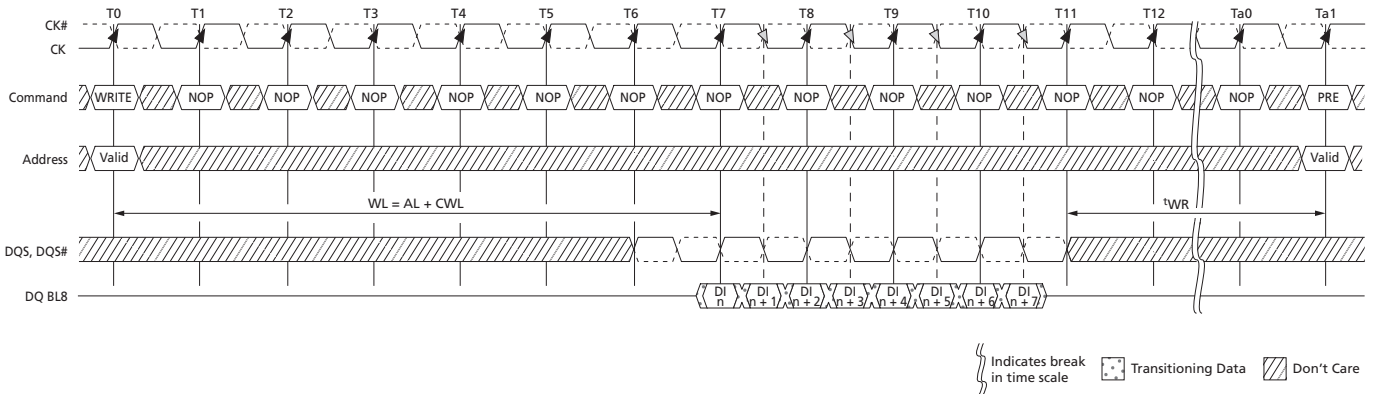 T0 T1 T2 T3 T4 T5 T6 T7 T8 T9 T10 T11 T12 Ta0 Ta1
CK#
CK
Command WRITE NOP NOP NOP NOP NOP NOP NOP NOP NOP NOP NOP NOP NOP PRE
Address Valid Valid
WL = AL + CWL tWR
DQS, DQS#
DQ BL8 DI n DI n + 1 DI n + 2 DI n + 3 DI n + 4 DI n + 5 DI n + 6 DI n + 7
Indicates break
in time scale
Transitioning Data
Don't Care